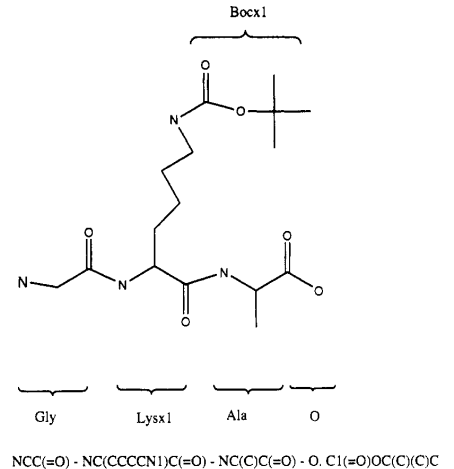 Bocx1
O
N
O
O
O
N
N
N
O
O
Gly
Lysx1
Ala
O
NCC(=O) - NC(CCCCN1)C(=O) - NC(C)C(=O) - O. C1(=O)OC(C)(C)C